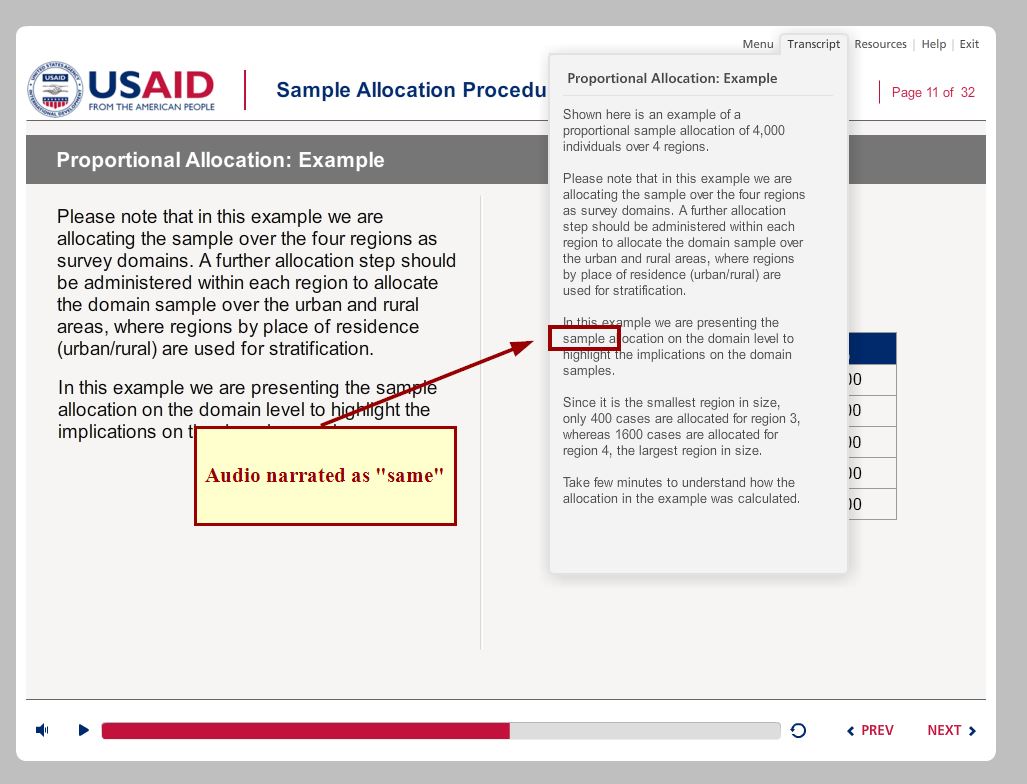 Menu Transcript Resources | Help | Exit
UNITED STATES AGENCY
USAID
INTERNATIONAL DEVELOPMENT
USAID
FROM THE AMERICAN PEOPLE
Sample Allocation
Page 11 of 32
Proportional Allocation: Example
Please note that in this example we are
allocating the sample over the four regions as
survey domains. A further allocation step should
be administered within each region to allocate
the domain sample over the urban and rural
areas, where regions by place of residence
(urban/rural) are used for stratification.
In this example we are presenting the sample
allocation on the domain level to highlight the
implications on
Audio narrated as "same"
Proportional Allocation: Example
Shown here is an example of a
proportional sample allocation of 4,000
individuals over 4 regions.
Please note that in this example we are
allocating the sample over the four regions
as survey domains. A further allocation
step should be administered within each
region to allocate the domain sample over
the urban and rural areas, where regions
by place of residence (urban/rural) are
used for stratification.
In this example we are presenting the
sample allocation on the domain level to
highlight the implications on the domain
samples.
Since it is the smallest region in size,
only 400 cases are allocated for region 3,
whereas 1600 cases are allocated for
region 4, the largest region in size.
Take few minutes to understand how the
allocation in the example was calculated.
PREV NEXT